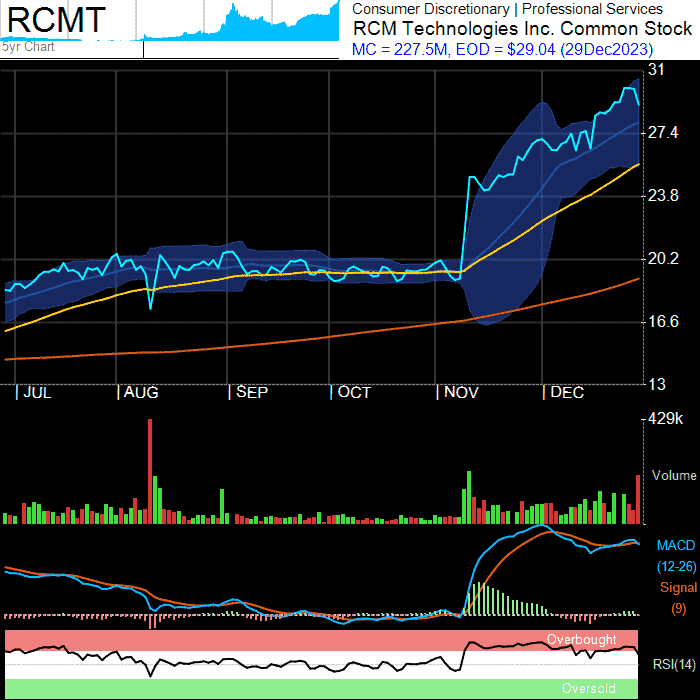 RCMT
5yr Chart
Consumer Discretionary | Professional Services
RCM Technologies Inc. Common Stock
MC = 227.5M, EOD = $29.04 (29Dec2023)
31
27.4
23.8
20.2
16.6
13
| JUL | AUG | SEP | OCT | NOV | DEC
429k
Volume
MACD
(12-26)
Signal
(9)
Overbought
RSI(14)
Oversold